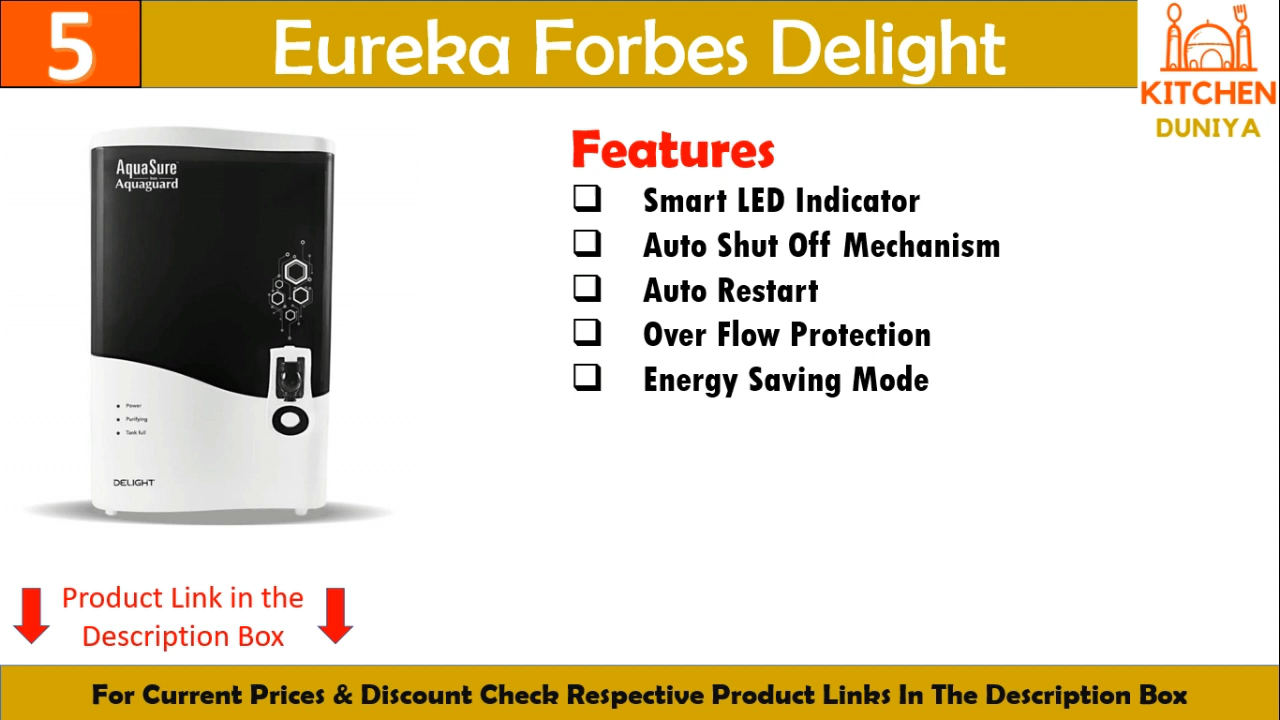 5
Eureka Forbes Delight
KITCHEN
DUNIYA
AquaSure
from
Aquaguard
Power
Purifying
Tank full
DELIGHT
Features
Smart LED Indicator
Auto Shut Off Mechanism
Auto Restart
Over Flow Protection
Energy Saving Mode
Product Link in the
Description Box
For Current Prices & Discount Check Respective Product Links In The Description Box